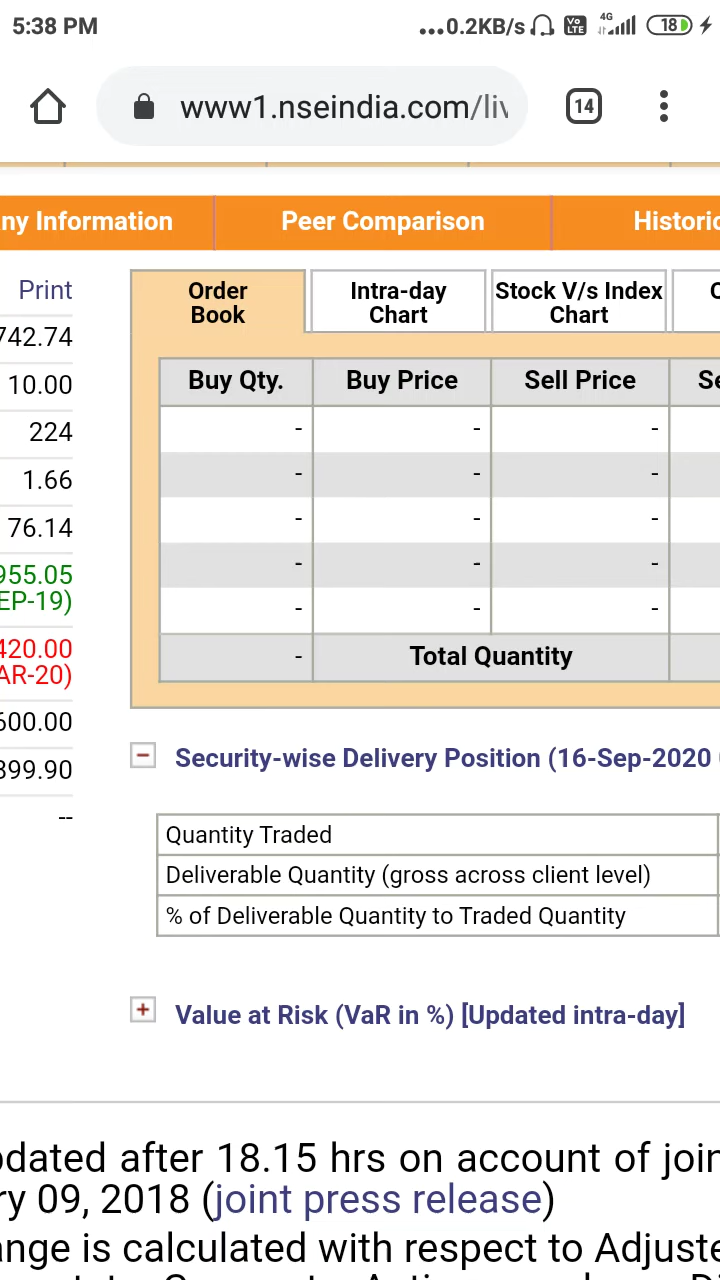 5:38 PM
...0.2KB/s
Vo LTE
4G
18
www1.nseindia.com/liv
14
ny Information
Peer Comparison
Historic
Print
742.74
10.00
224
1.66
76.14
955.05
EP-19)
420.00
AR-20)
600.00
399.90
--
Order
Book
Intra-day
Chart
Stock V/s Index
Chart
Buy Qty.
Buy Price
Sell Price
Se
- - -
- - -
- - -
- - -
- - -
- Total Quantity
Security-wise Delivery Position (16-Sep-2020
Quantity Traded
Deliverable Quantity (gross across client level)
% of Deliverable Quantity to Traded Quantity
Value at Risk (VaR in %) [Updated intra-day]
pdated after 18.15 hrs on account of join
ry 09, 2018 (joint press release)
ange is calculated with respect to Adjuste